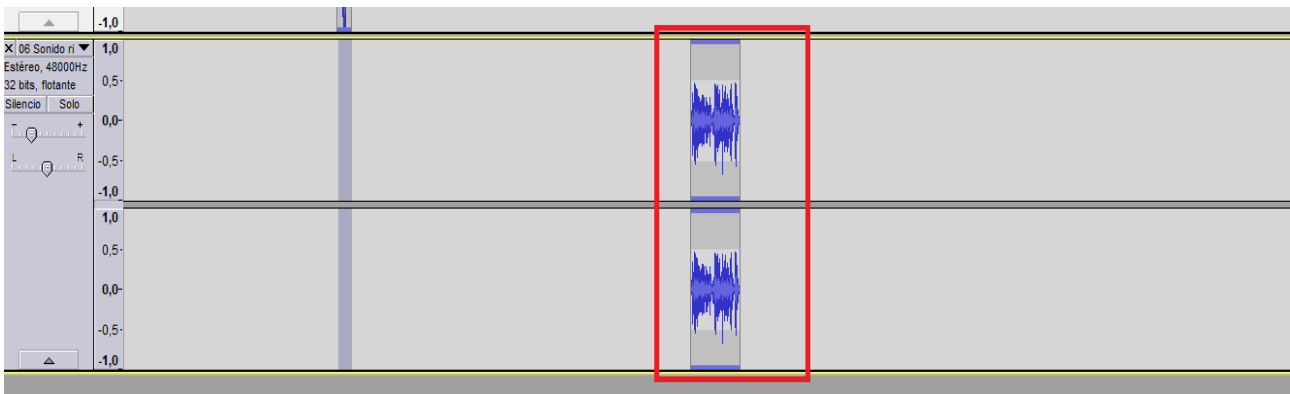 -1,0
X 06 Sonido ri ▼ 1,0
Estéreo, 48000Hz
32 bits, flotante 0,5
Silencio Solo
- + 0,0
L R -0,5
-1,0
1,0
0,5
0,0
-0,5
-1,0